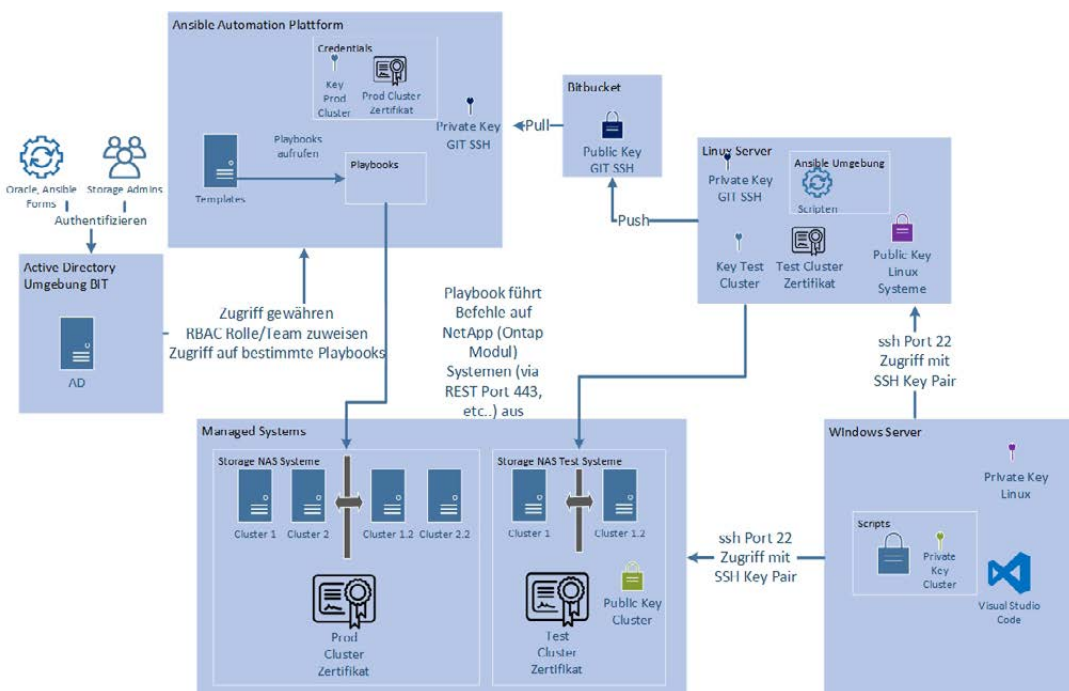 Ansible Automation Plattform
Credentials
Key
Prod
Cluster
Prod Cluster
Zertifikat
Private Key
GIT SSH
Playbooks
aufrufen
Playbooks
Templates
Oracle, Ansible
Forms
Storage Admins
Authentifizieren
Active Directory
Umgebung BIT
AD
Zugriff gewähren
RBAC Rolle/Team zuweisen
Zugriff auf bestimmte Playbooks
Pull
Bitbucket
Public Key
GIT SSH
Push
Linux Server
Private Key
GIT SSH
Ansible Umgebung
Scripten
Key Test
Cluster
Test Cluster
Zertifikat
Public Key
Linux
Systeme
Playbook führt
Befehle auf
NetApp (Ontap
Modul)
Systemen (via
REST Port 443,
etc..) aus
ssh Port 22
Zugriff mit
SSH Key Pair
Managed Systems
Storage NAS Systeme
Cluster 1
Cluster 2
Cluster 1.2
Cluster 2.2
Prod
Cluster
Zertifikat
Storage NAS Test Systeme
Cluster 1
Cluster 1.2
Test
Cluster
Zertifikat
Public Key
Cluster
ssh Port 22
Zugriff mit
SSH Key Pair
Windows Server
Private Key
Linux
Scripts
Private
Key
Cluster
Visual Studio
Code